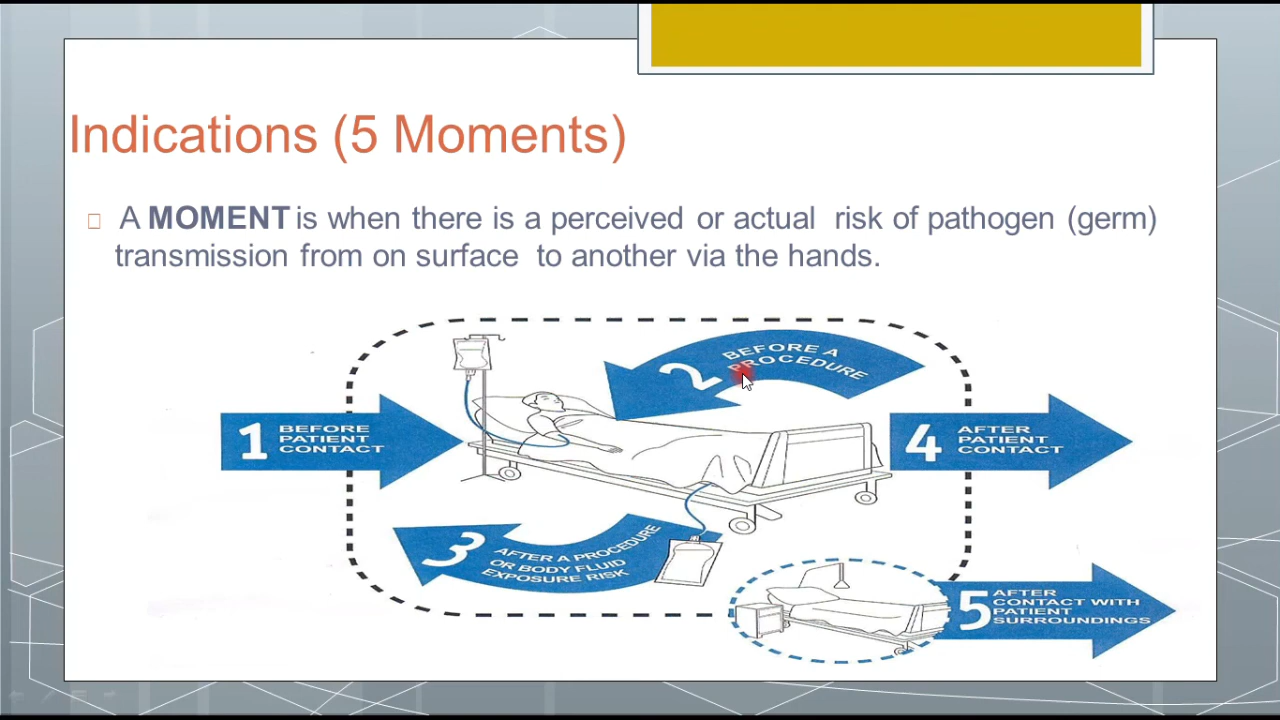 Indications (5 Moments)
A MOMENT is when there is a perceived or actual risk of pathogen (germ)
transmission from on surface to another via the hands.
2 BEFORE A
PROCEDURE
1 BEFORE
PATIENT
CONTACT
4 AFTER
PATIENT
CONTACT
3 AFTER A PROCEDURE
OR BODY FLUID
EXPOSURE RISK
5 AFTER
CONTACT WITH
PATIENT
SURROUNDINGS